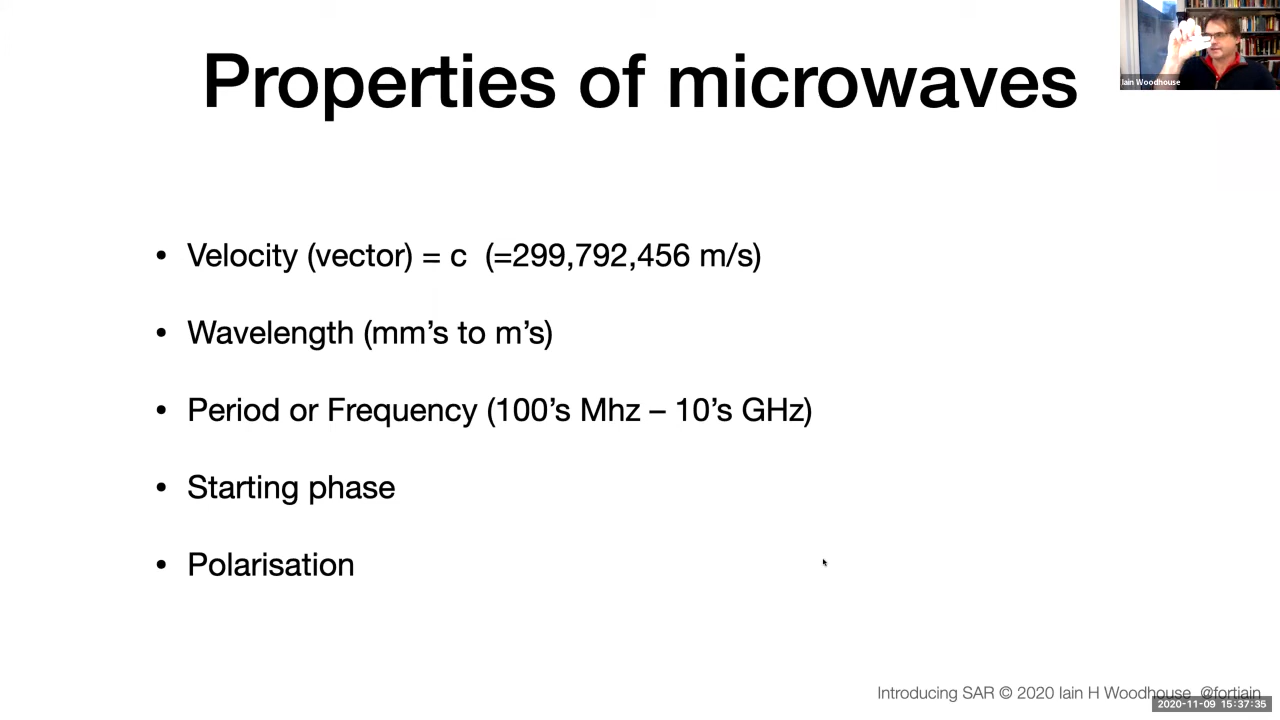 Properties of microwaves
Iain Woodhouse
• Velocity (vector) = c (=299,792,456 m/s)
• Wavelength (mm’s to m’s)
• Period or Frequency (100’s Mhz – 10’s GHz)
• Starting phase
• Polarisation
Introducing SAR © 2020 Iain H Woodhouse @fortiain
2020-11-09 15:37:35